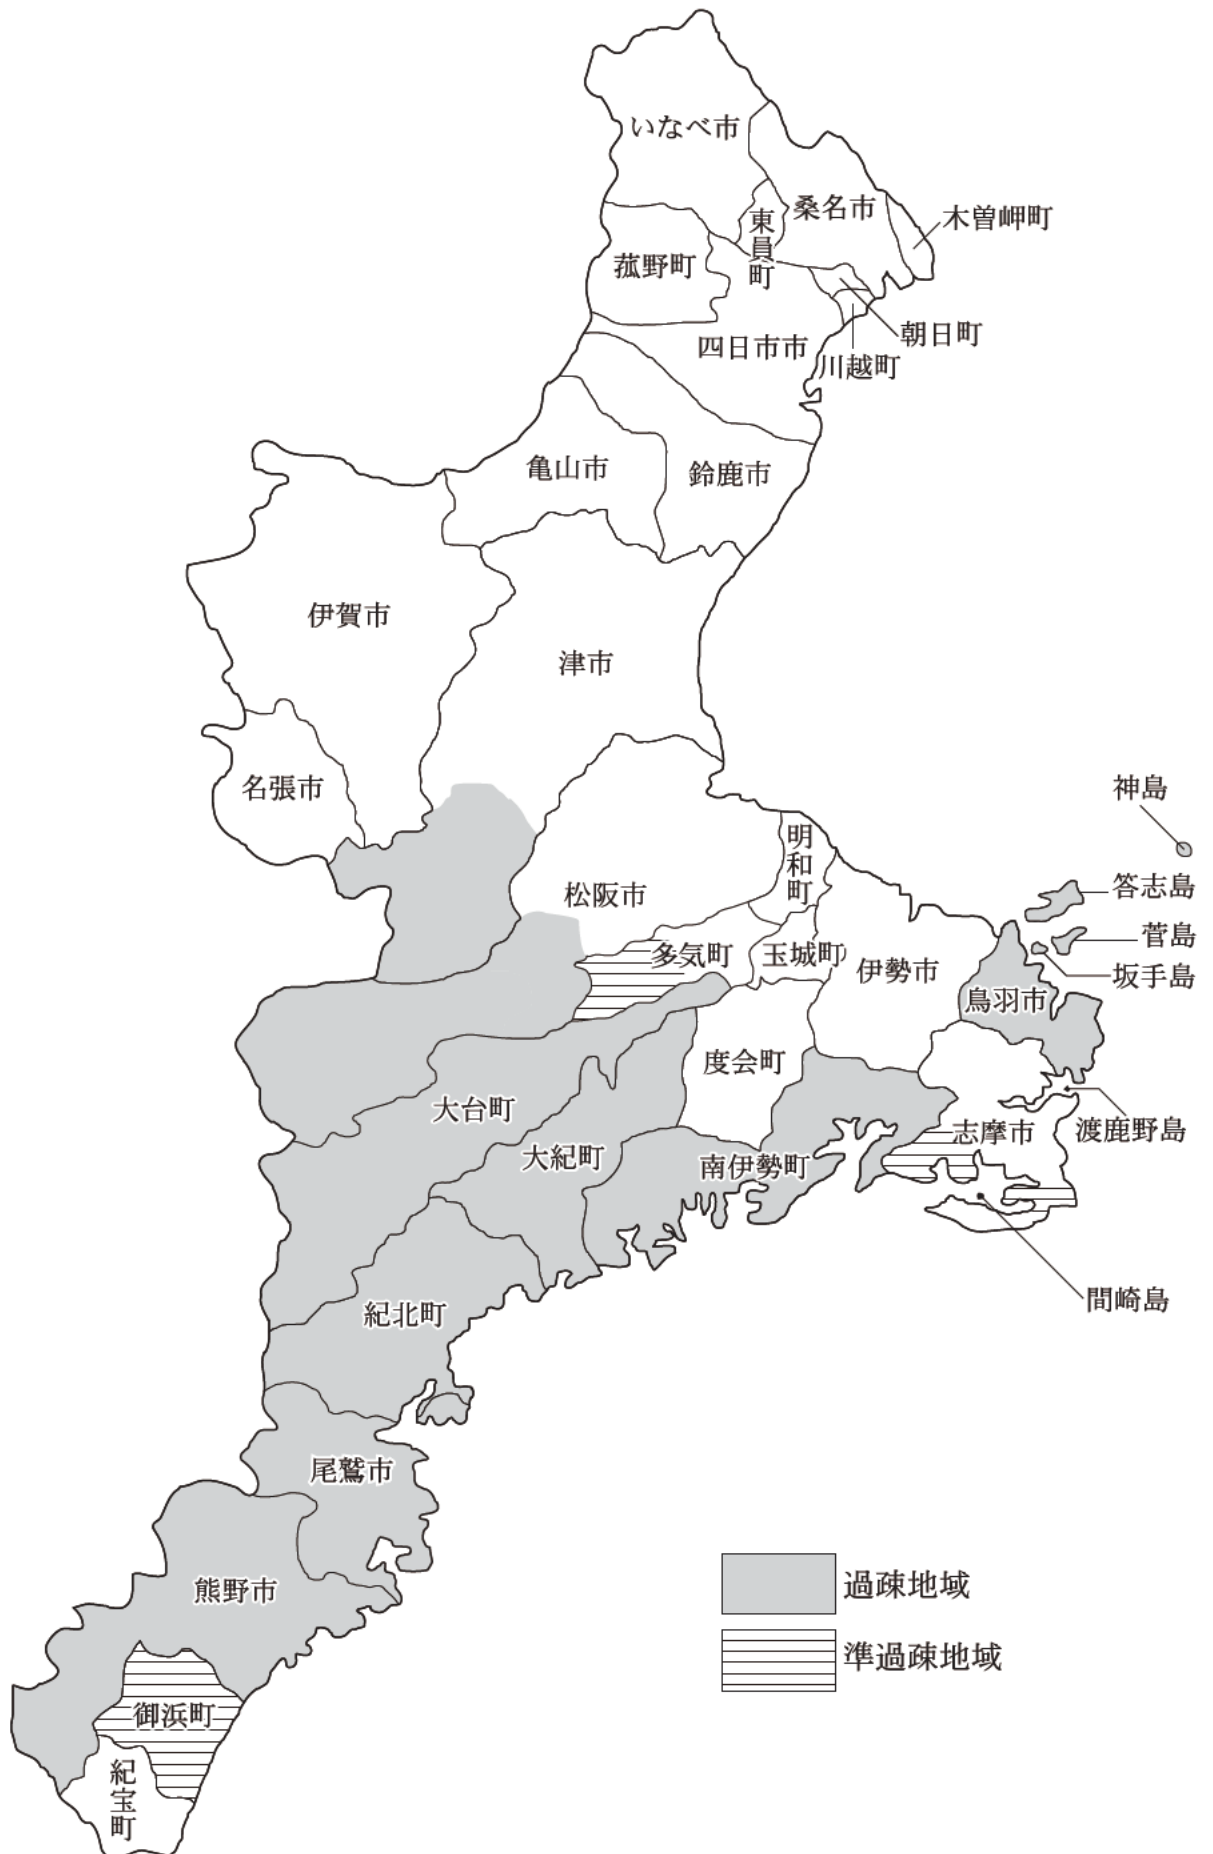 いなべ市
桑名市
木曽岬町
東員町
菰野町
朝日町
四日市市
川越町
亀山市
鈴鹿市
伊賀市
津市
名張市
神島
明和町
答志島
松阪市
菅島
多気町
玉城町
伊勢市
坂手島
鳥羽市
度会町
大台町
志摩市
渡鹿野島
大紀町
南伊勢町
間崎島
紀北町
尾鷲市
過疎地域
熊野市
準過疎地域
御浜町
紀宝町